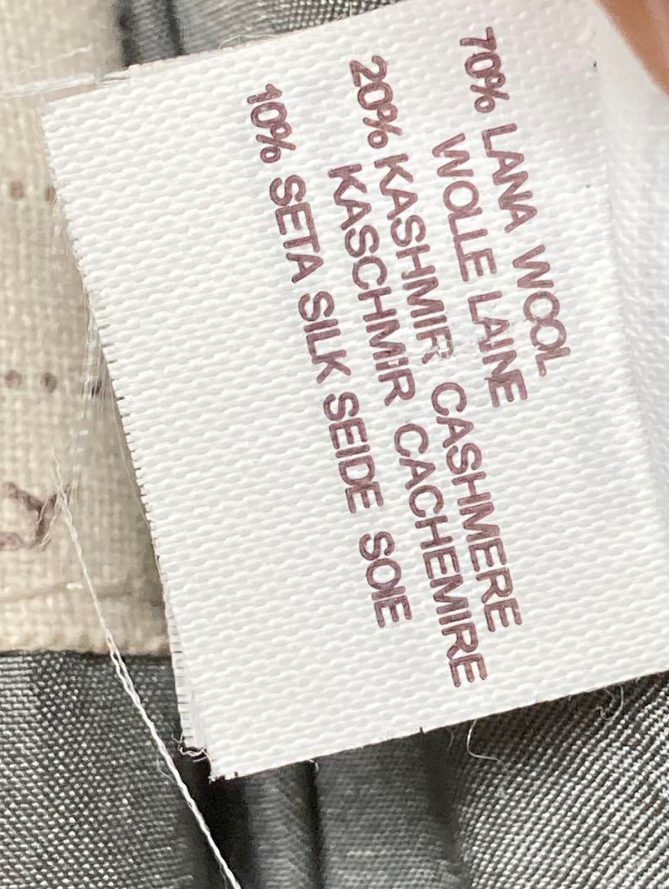 70% LANA WOOL
WOLLE LAINE
20% KASHMIR CASHMERE
KASCHMIR CACHEMIRE
10% SETA SILK SEIDE SOIE